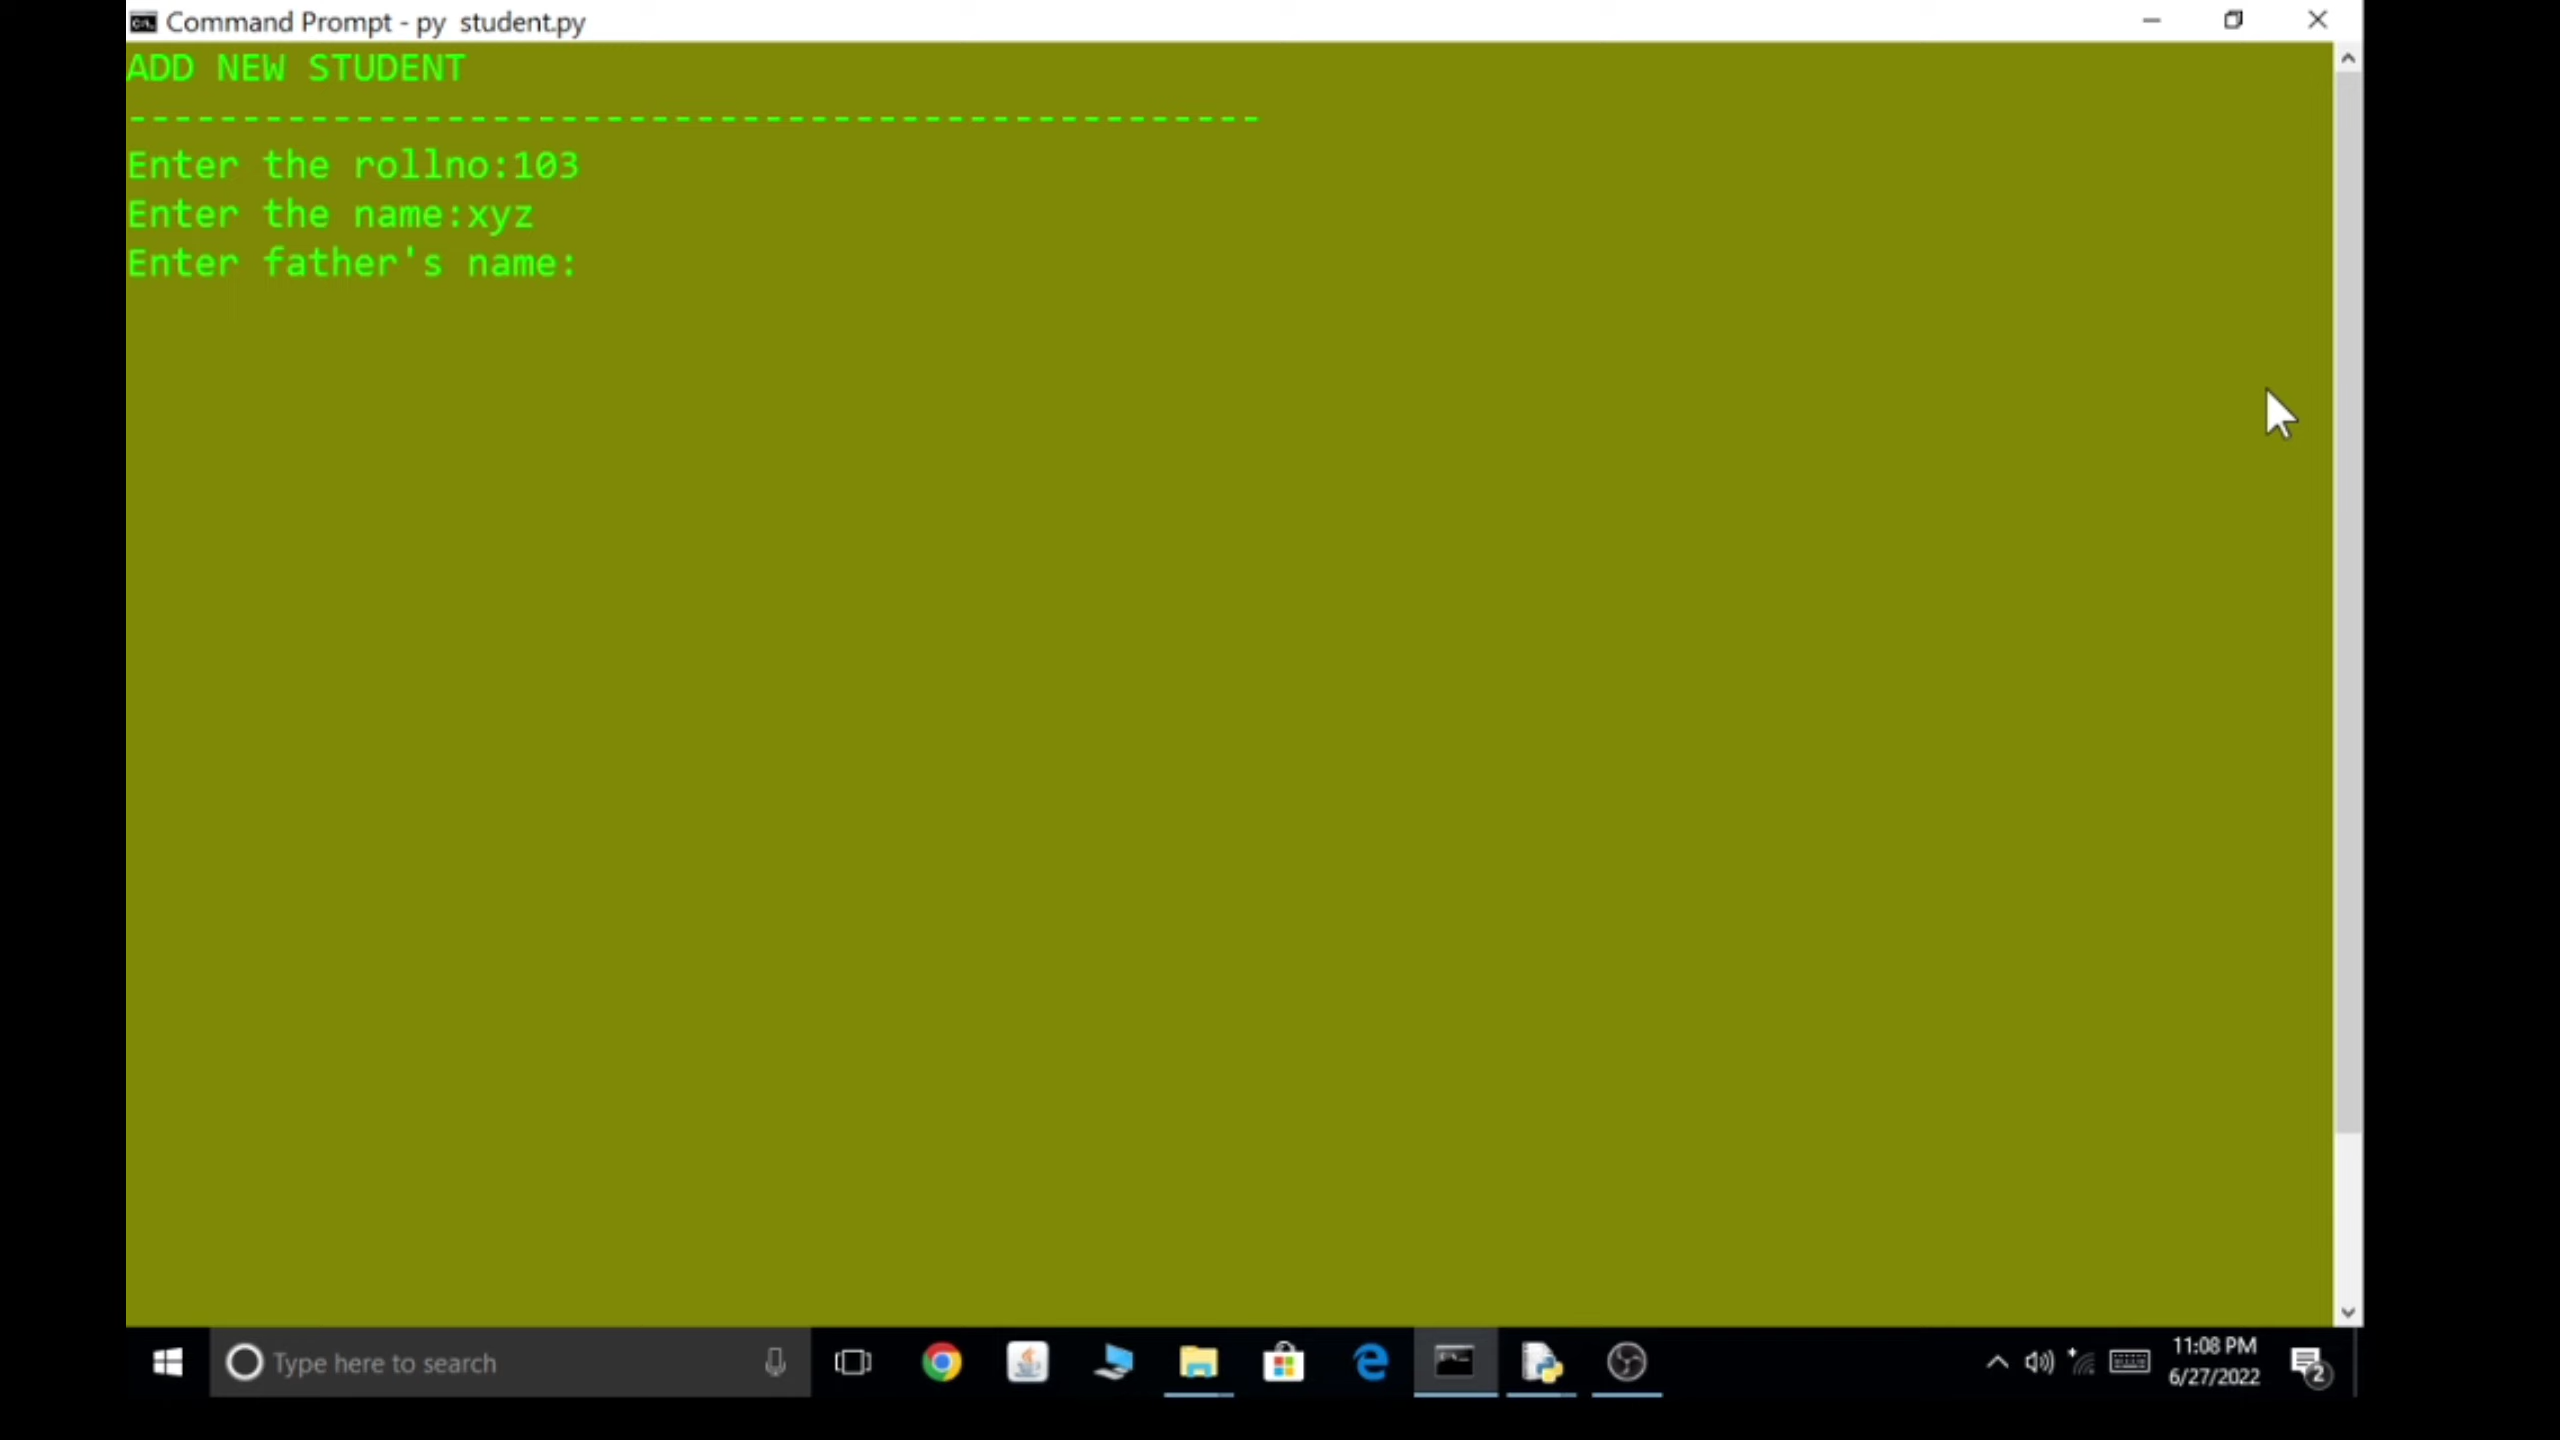 Command Prompt - py  student.py
ADD NEW STUDENT
--------------------------------------------------
Enter the rollno:103
Enter the name:xyz
Enter father's name:
Type here to search
11:08 PM
6/27/2022
2